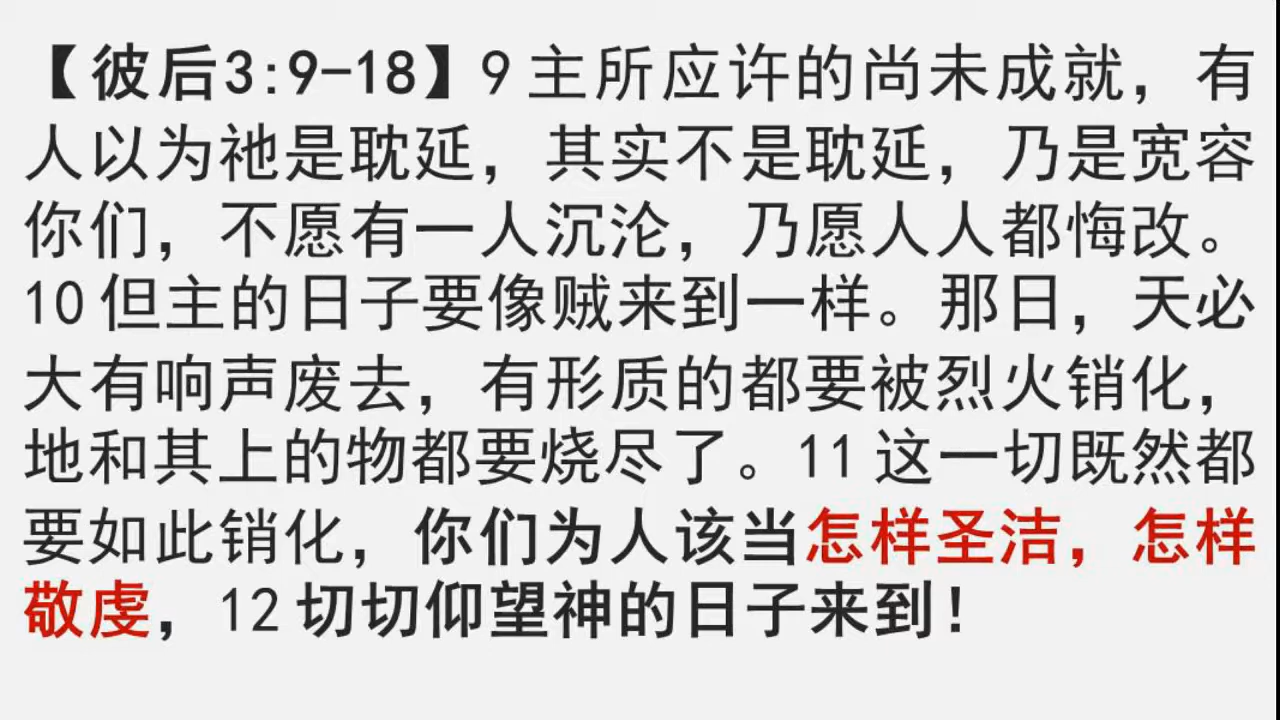 【彼后3:9-18】9 主所应许的尚未成就，有
人以为祂是耽延，其实不是耽延，乃是宽容
你们，不愿有一人沉沦，乃愿人人都悔改。
10 但主的日子要像贼来到一样。那日，天必
大有响声废去，有形质的都要被烈火销化，
地和其上的物都要烧尽了。11 这一切既然都
要如此销化，你们为人该当怎样圣洁，怎样
敬虔，12 切切仰望神的日子来到！